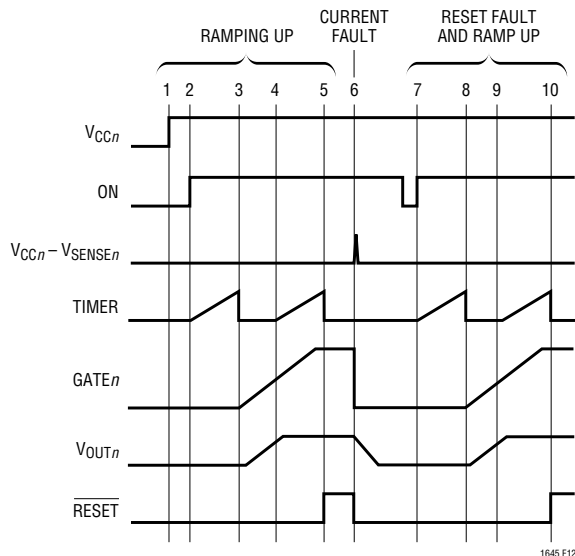 RAMPING UP
CURRENT
FAULT
RESET FAULT
AND RAMP UP
1 2 3 4 5 6 7 8 9 10
VCCn
ON
VCCn – VSENSEn
TIMER
GATEn
VOUTn
RESET
1645 F12